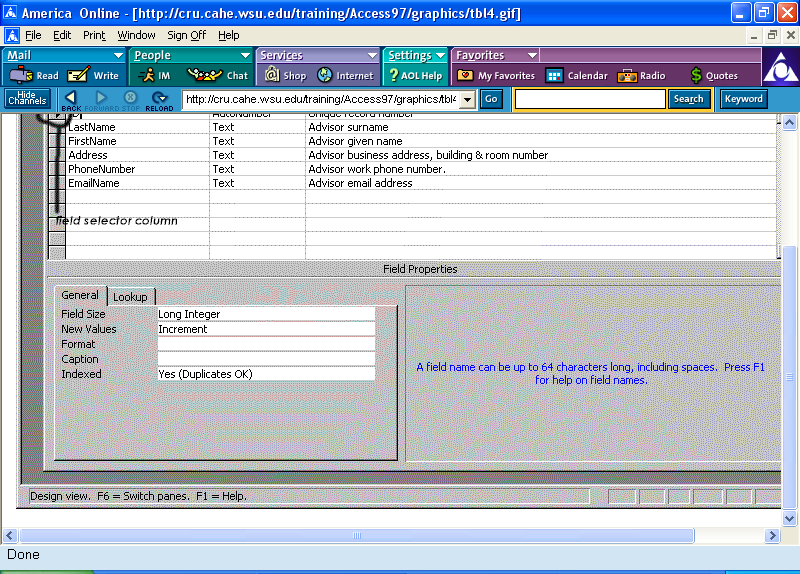 America Online - [http://cru.cahe.wsu.edu/training/Access97/graphics/tbl4.gif]
File Edit Print Window Sign Off Help
Mail People Services Settings Favorites
Read Write IM Chat Shop Internet AOL Help My Favorites Calendar Radio Quotes
Hide Channels BACK FORWARD STOP RELOAD http://cru.cahe.wsu.edu/training/Access97/graphics/tbl4 Go Search Keyword
AutoNumber Unique record number
LastName Text Advisor surname
FirstName Text Advisor given name
Address Text Advisor business address, building & room number
PhoneNumber Text Advisor work phone number.
EmailName Text Advisor email address
field selector column
Field Properties
General Lookup
Field Size Long Integer
New Values Increment
Format
Caption
Indexed Yes (Duplicates OK)
A field name can be up to 64 characters long, including spaces. Press F1
for help on field names.
Design view. F6 = Switch panes. F1 = Help.
Done